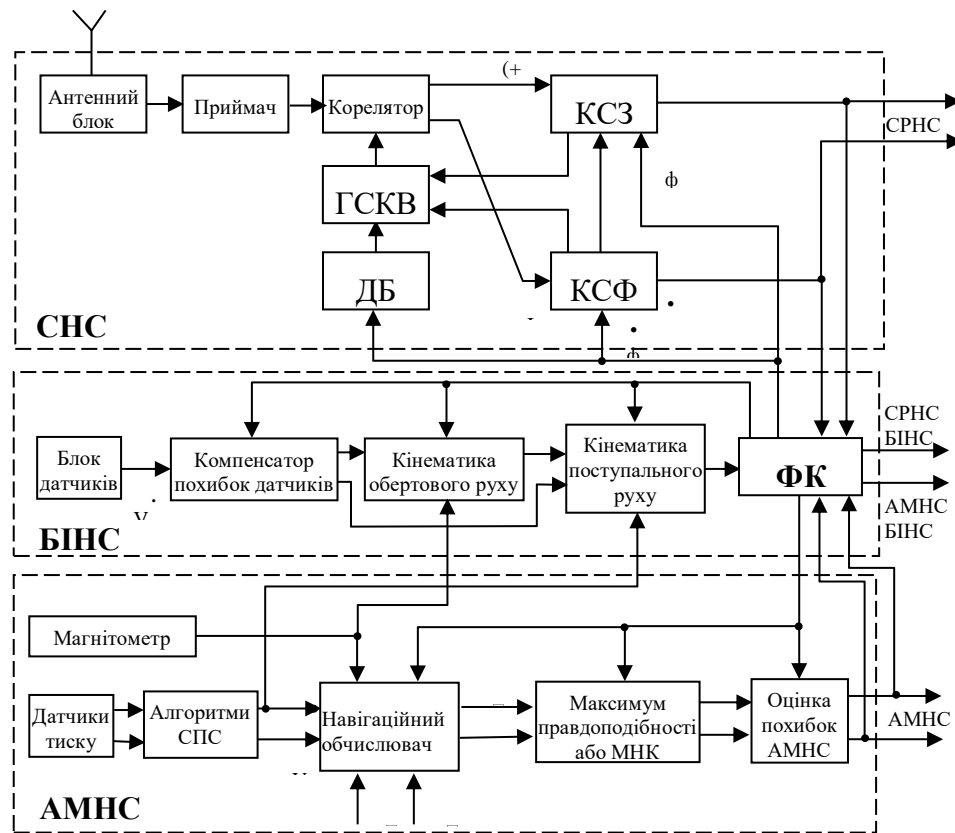 (+
Антенний
блок
Приймач
Корелятор
КСЗ
СРНС
ф
ГСКВ
ДБ
КСФ
СНС
ф
СРНС
БІНС
Блок
датчиків
Компенсатор
похибок датчиків
Кінематика
обертового руху
Кінематика
поступального
руху
ФК
АМНС
БІНС
БІНС
Магнітометр
Датчики
тиску
Алгоритми
СПС
Навігаційний
обчислювач
Максимум
правдоподібності
або МНК
Оцінка
похибок
АМНС
АМНС
АМНС